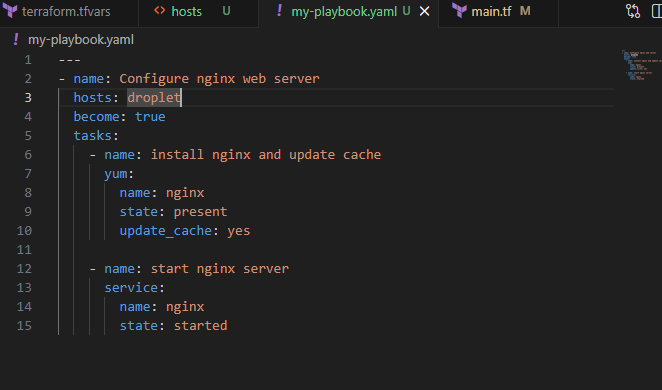 terraform.tfvars hosts U my-playbook.yaml U main.tf M
my-playbook.yaml
1 ---
2 - name: Configure nginx web server
3 hosts: droplet
4 become: true
5 tasks:
6 - name: install nginx and update cache
7 yum:
8 name: nginx
9 state: present
10 update_cache: yes
11
12 - name: start nginx server
13 service:
14 name: nginx
15 state: started